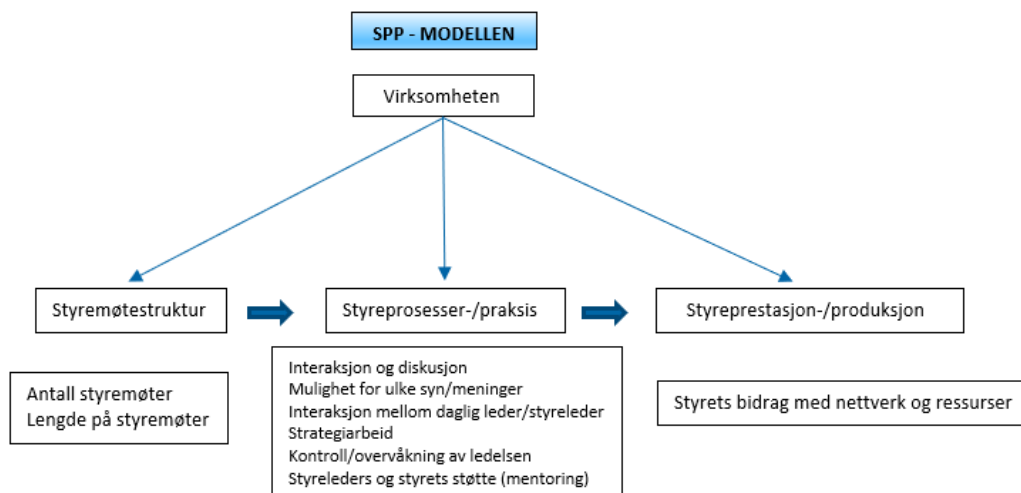 SPP - MODELLEN
Virksomheten
Styremøtestruktur
Styreprosesser-/praksis
Styreprestasjon-/produksjon
Antall styremøter
Lengde på styremøter
Interaksjon og diskusjon
Mulighet for ulke syn/meninger
Interaksjon mellom daglig leder/styreleder
Strategiarbeid
Kontroll/overvåkning av ledelsen
Styreleders og styrets støtte (mentoring)
Styrets bidrag med nettverk og ressurser